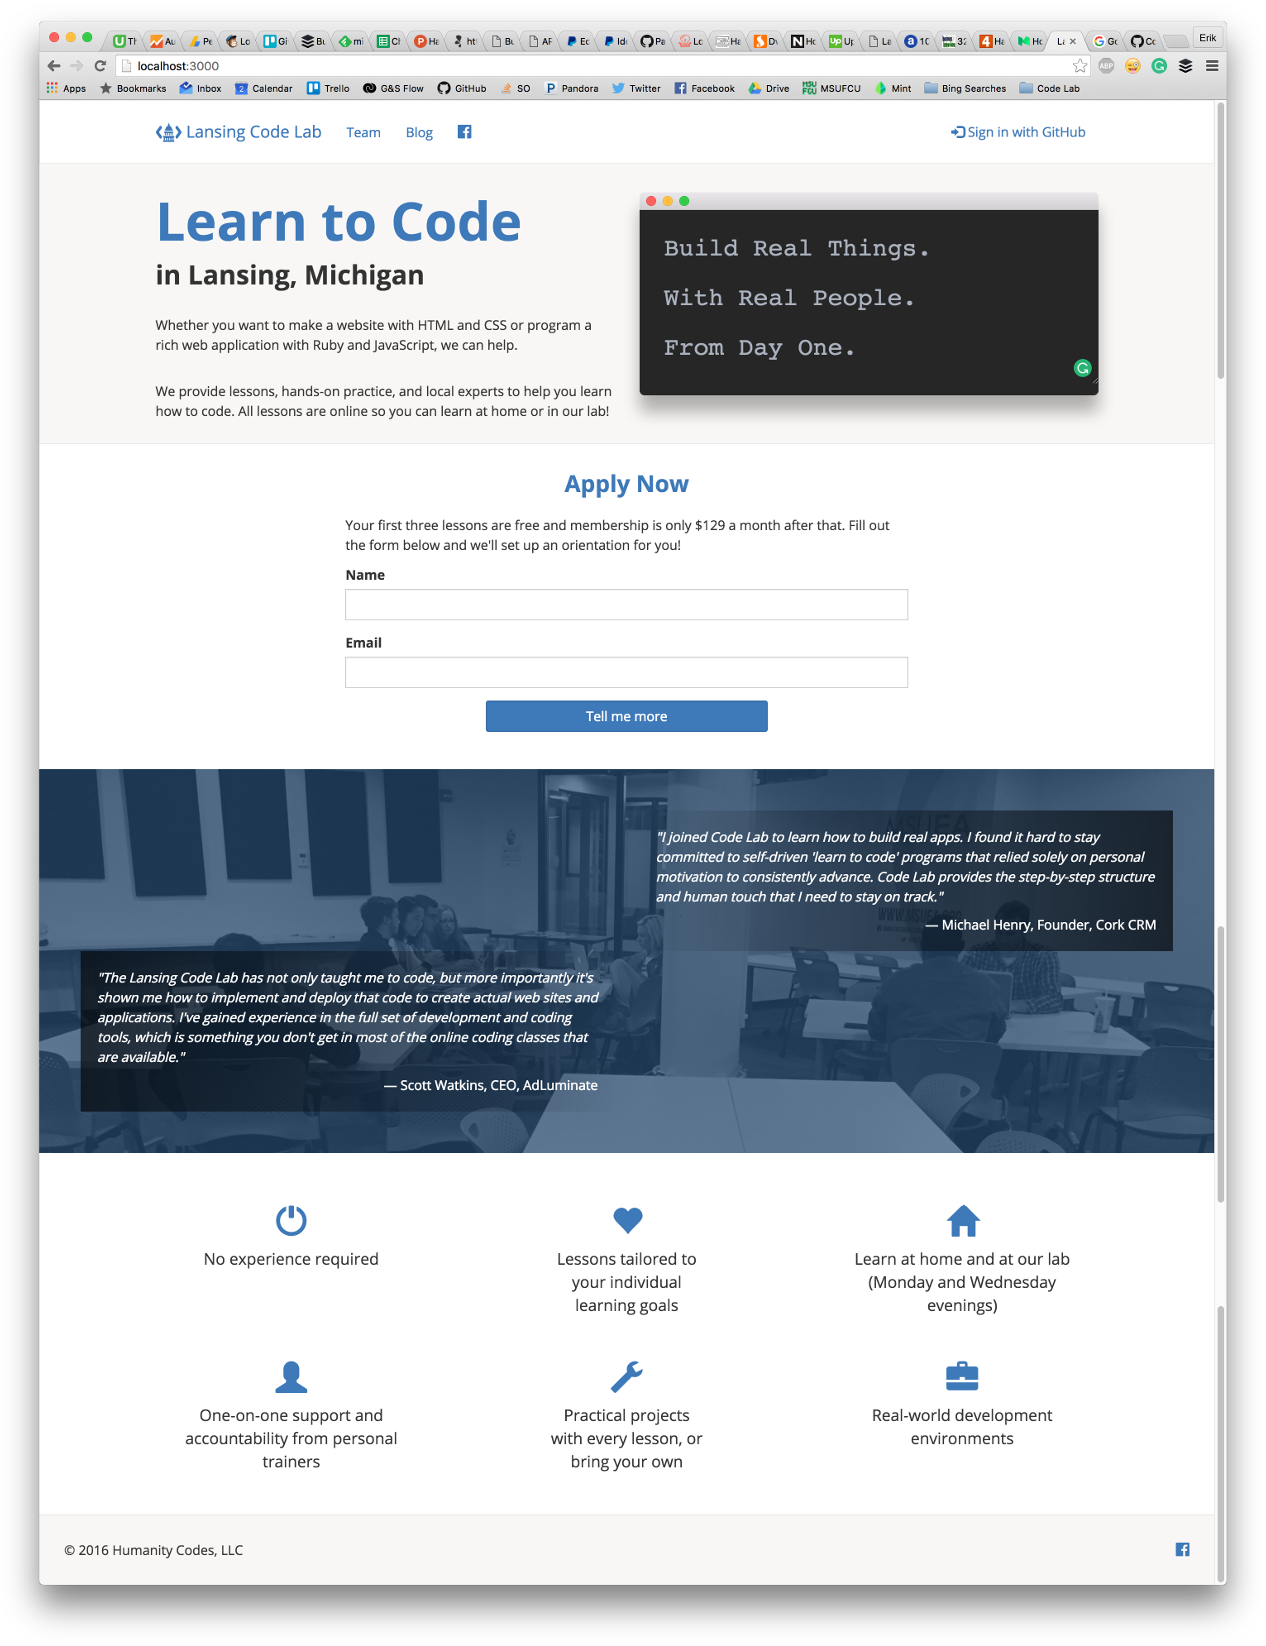 Erik
localhost:3000
ABP
Apps Bookmarks Inbox Calendar Trello G&S Flow GitHub SO Pandora Twitter Facebook Drive MSUFCU Mint Bing Searches Code Lab
Lansing Code Lab Team Blog Sign in with GitHub
Learn to Code
in Lansing, Michigan
Whether you want to make a website with HTML and CSS or program a
rich web application with Ruby and JavaScript, we can help.
We provide lessons, hands-on practice, and local experts to help you learn
how to code. All lessons are online so you can learn at home or in our lab!
Build Real Things.
With Real People.
From Day One.
Apply Now
Your first three lessons are free and membership is only $129 a month after that. Fill out
the form below and we'll set up an orientation for you!
Name
Email
Tell me more
"I joined Code Lab to learn how to build real apps. I found it hard to stay
committed to self-driven 'learn to code' programs that relied solely on personal
motivation to consistently advance. Code Lab provides the step-by-step structure
and human touch that I need to stay on track."
— Michael Henry, Founder, Cork CRM
"The Lansing Code Lab has not only taught me to code, but more importantly it's
shown me how to implement and deploy that code to create actual web sites and
applications. I've gained experience in the full set of development and coding
tools, which is something you don't get in most of the online coding classes that
are available."
— Scott Watkins, CEO, AdLuminate
No experience required
Lessons tailored to
your individual
learning goals
Learn at home and at our lab
(Monday and Wednesday
evenings)
One-on-one support and
accountability from personal
trainers
Practical projects
with every lesson, or
bring your own
Real-world development
environments
© 2016 Humanity Codes, LLC